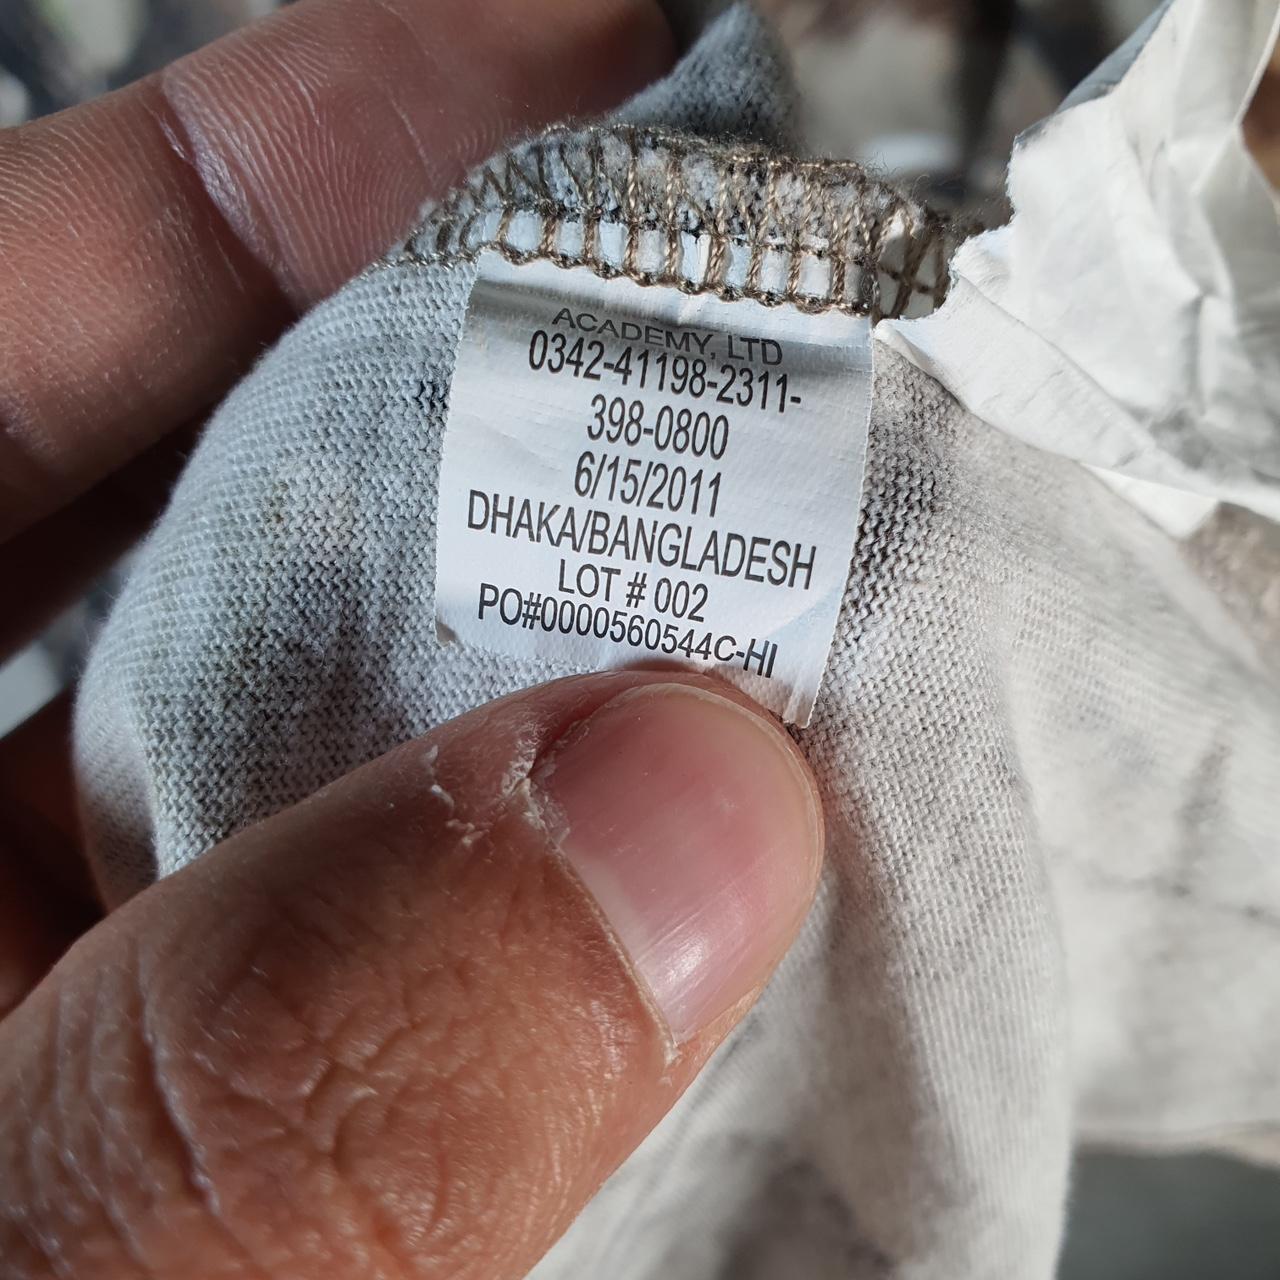 ACADEMY, LTD
0342-41198-2311-
398-0800
6/15/2011
DHAKA/BANGLADESH
LOT # 002
PO#0000560544C-HI